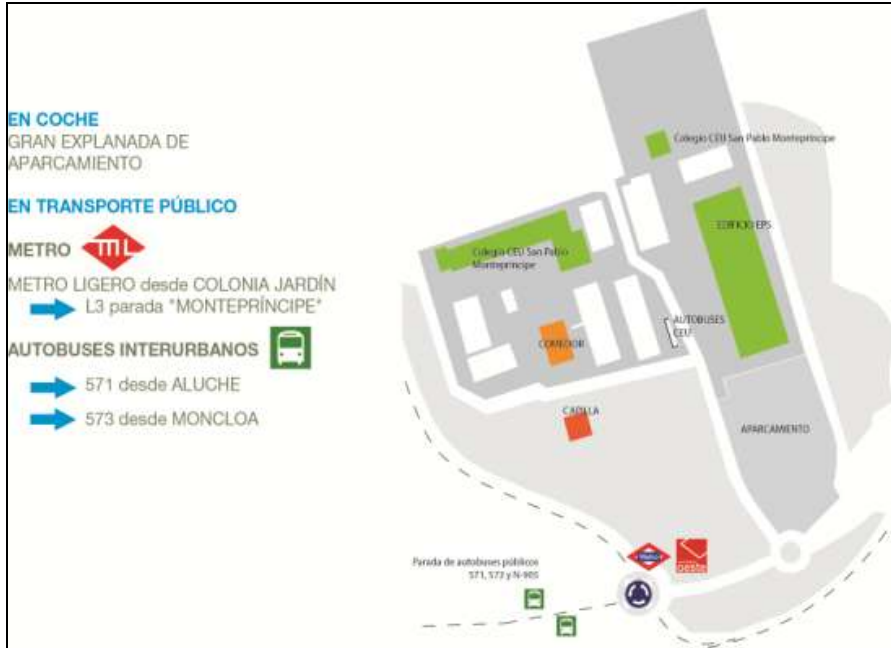 EN COCHE
GRAN EXPLANADA DE
APARCAMIENTO
EN TRANSPORTE PÚBLICO
METRO
METRO LIGERO desde COLONIA JARDÍN
L3 parada "MONTEPRÍNCIPE"
AUTOBUSES INTERURBANOS
571 desde ALUCHE
573 desde MONCLOA
Colegio CEU San Pablo Montepríncipe
EDIFICIO EPS
Colegio CEU San Pablo
Montepríncipe
AUTOBUSES
CEU
COMEDOR
CAPILLA
APARCAMIENTO
Metro
oeste
Parada de autobuses públicos
571, 573 y N-905